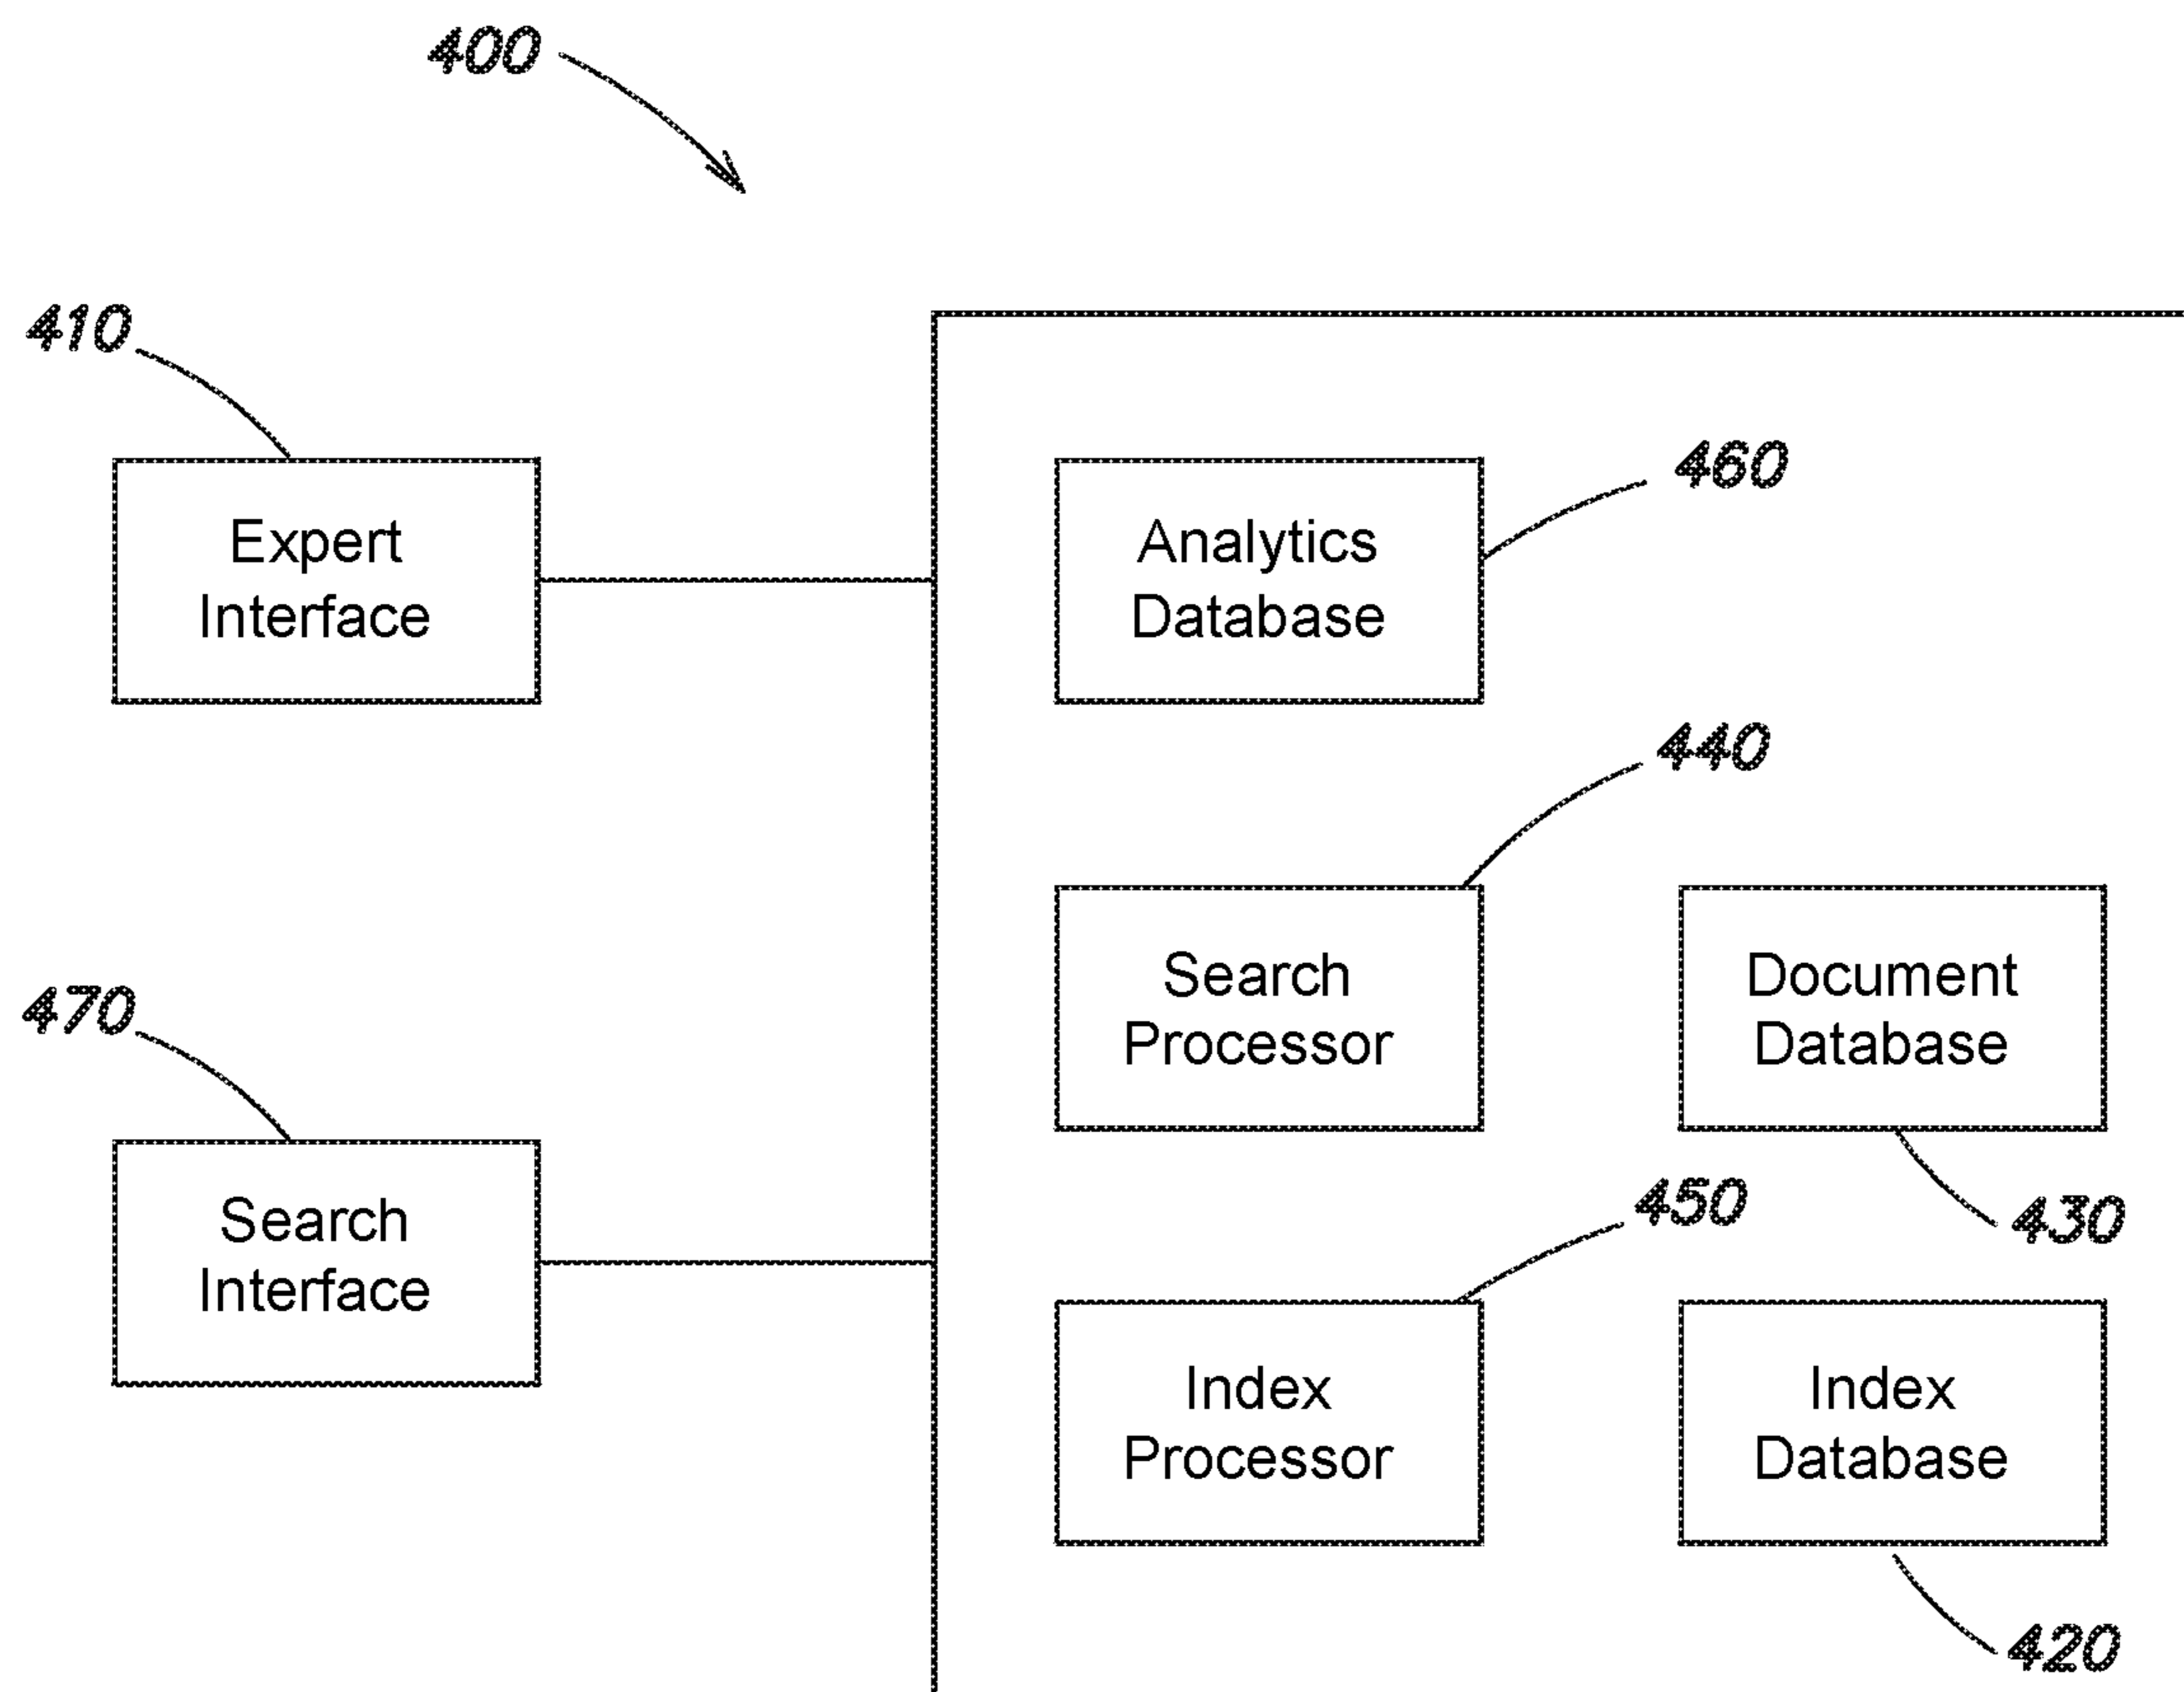 400
410
Expert
Interface
Analytics
Database
460
440
Search
Processor
Document
Database
430
470
Search
Interface
450
Index
Processor
Index
Database
420